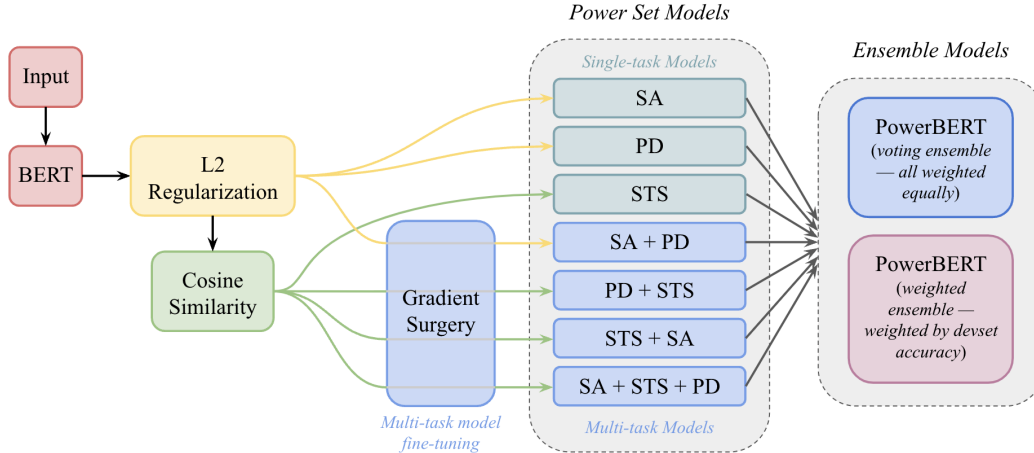 Power Set Models
Ensemble Models
Input
BERT
L2
Regularization
Cosine
Similarity
Gradient
Surgery
Multi-task model
fine-tuning
Single-task Models
SA
PD
STS
SA + PD
PD + STS
STS + SA
SA + STS + PD
Multi-task Models
PowerBERT
(voting ensemble
— all weighted
equally)
PowerBERT
(weighted
ensemble —
weighted by devset
accuracy)